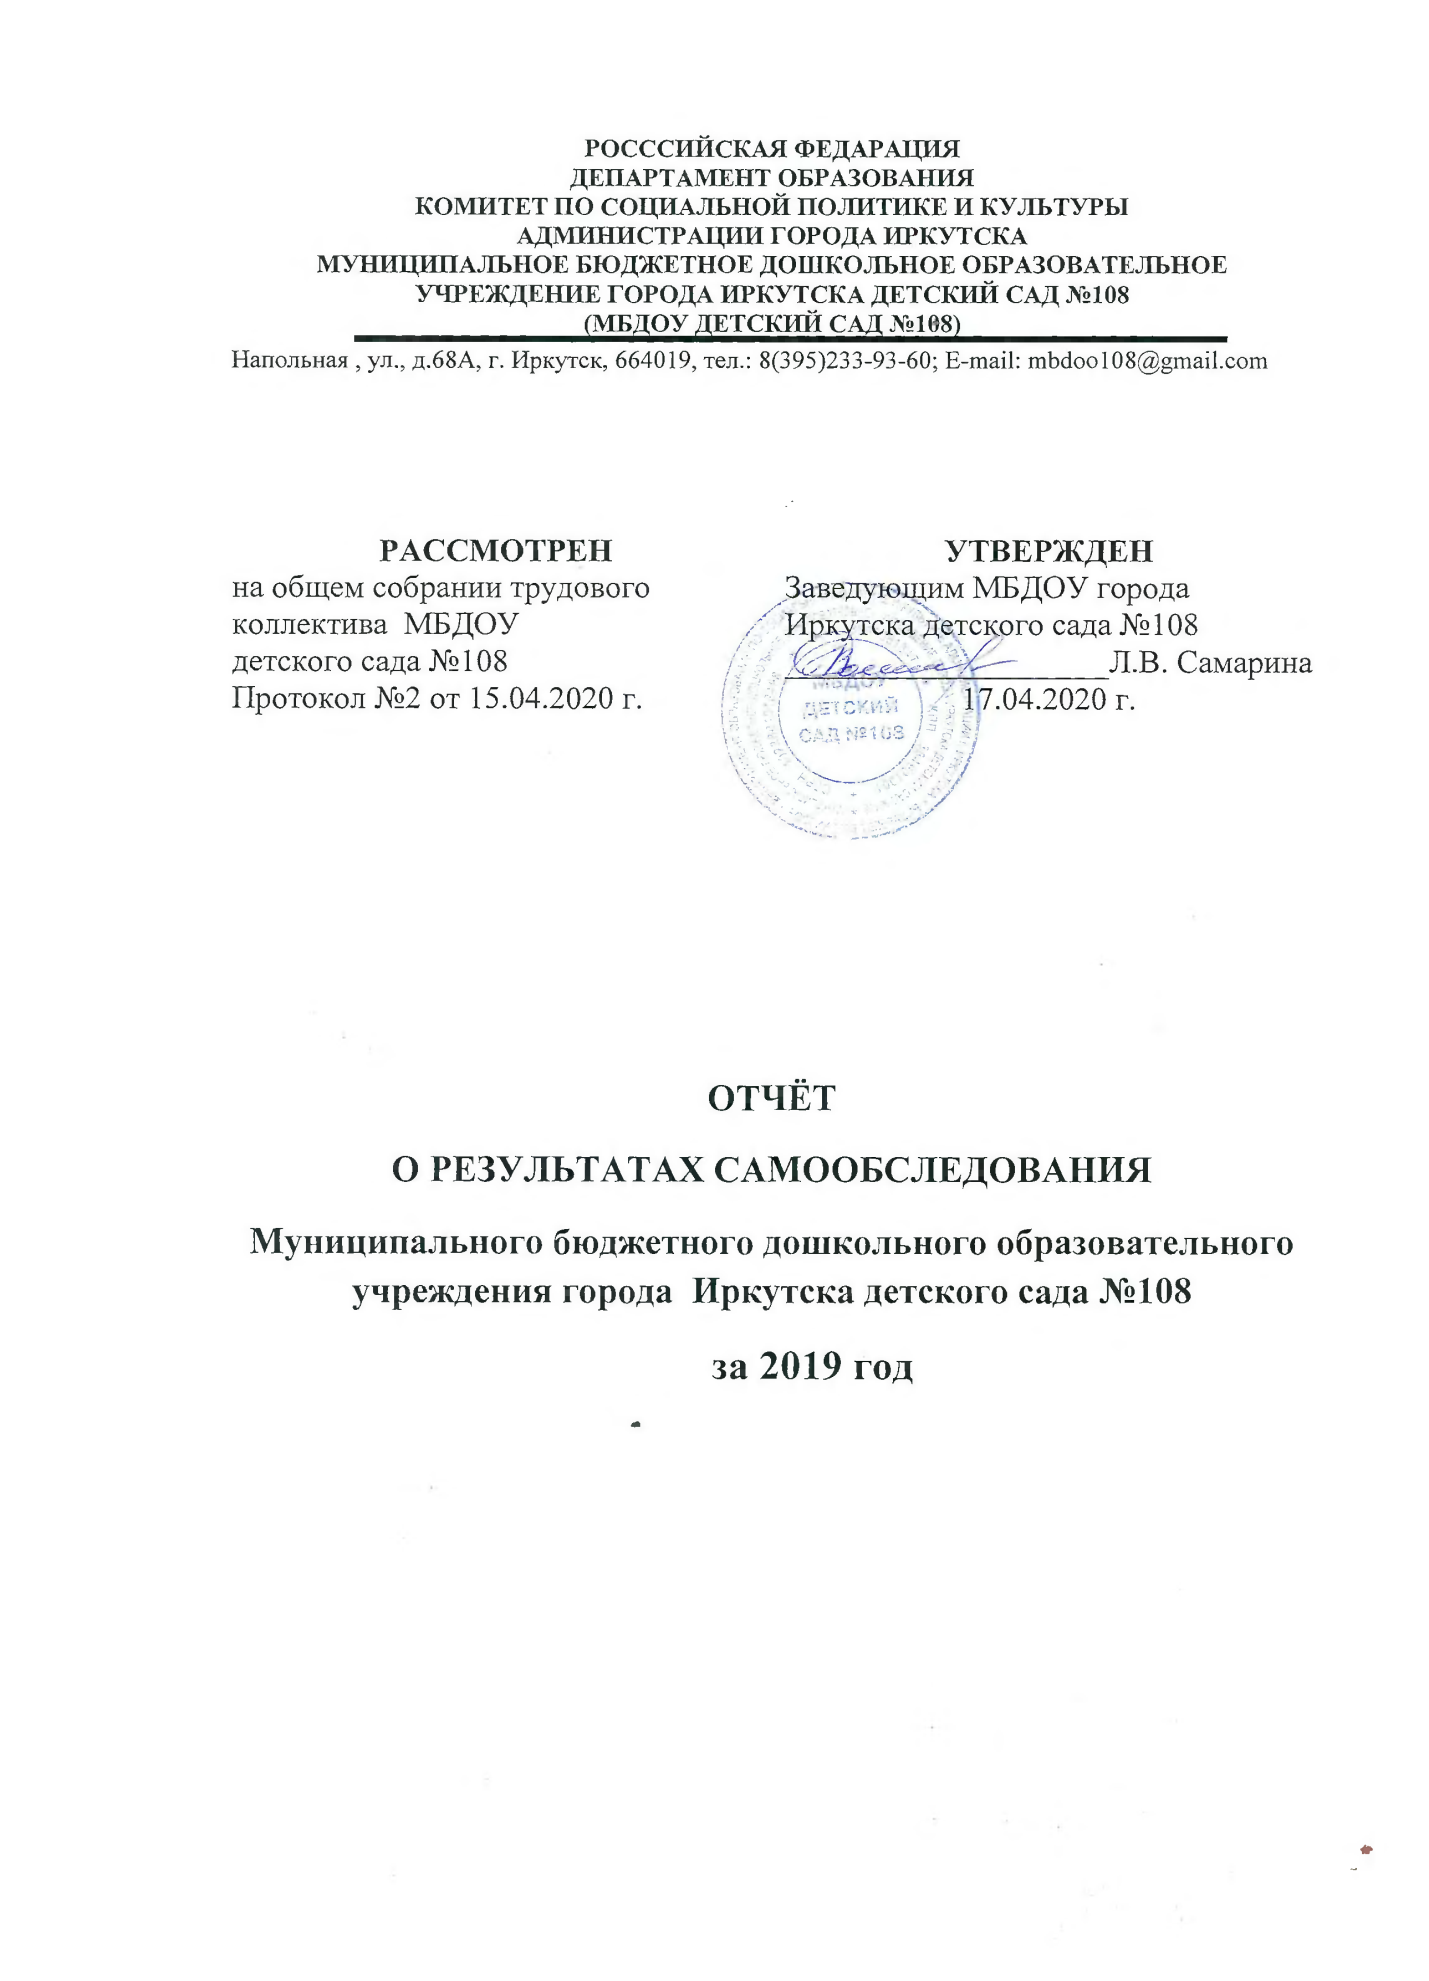 РОСССИЙСКАЯ ФЕДАРАЦИЯ
ДЕПАРТАМЕНТ ОБРАЗОВАНИЯ
КОМИТЕТ ПО СОЦИАЛЬНОЙ ПОЛИТИКЕ И КУЛЬТУРЫ
АДМИНИСТРАЦИИ ГОРОДА ИРКУТСКА
МУНИЦИПАЛЬНОЕ БЮДЖЕТНОЕ ДОШКОЛЬНОЕ ОБРАЗОВАТЕЛЬНОЕ
УЧРЕЖДЕНИЕ ГОРОДА ИРКУТСКА ДЕТСКИЙ САД №108
(МБДОУ ДЕТСКИЙ САД №108)
Напольная , ул., д.68А, г. Иркутск, 664019, тел.: 8(395)233-93-60; E-mail: mbdoo108@gmail.com
РАССМОТРЕН
на общем собрании трудового
коллектива МБДОУ
детского сада №108
Протокол №2 от 15.04.2020 г.
УТВЕРЖДЕН
Заведующим МБДОУ города
Иркутска детского сада №108
Л.В. Самарина
17.04.2020 г.
МБДОУ
ДЕТСКИЙ
САД №108
ОТЧЁТ
О РЕЗУЛЬТАТАХ САМООБСЛЕДОВАНИЯ
Муниципального бюджетного дошкольного образовательного
учреждения города Иркутска детского сада №108
за 2019 год